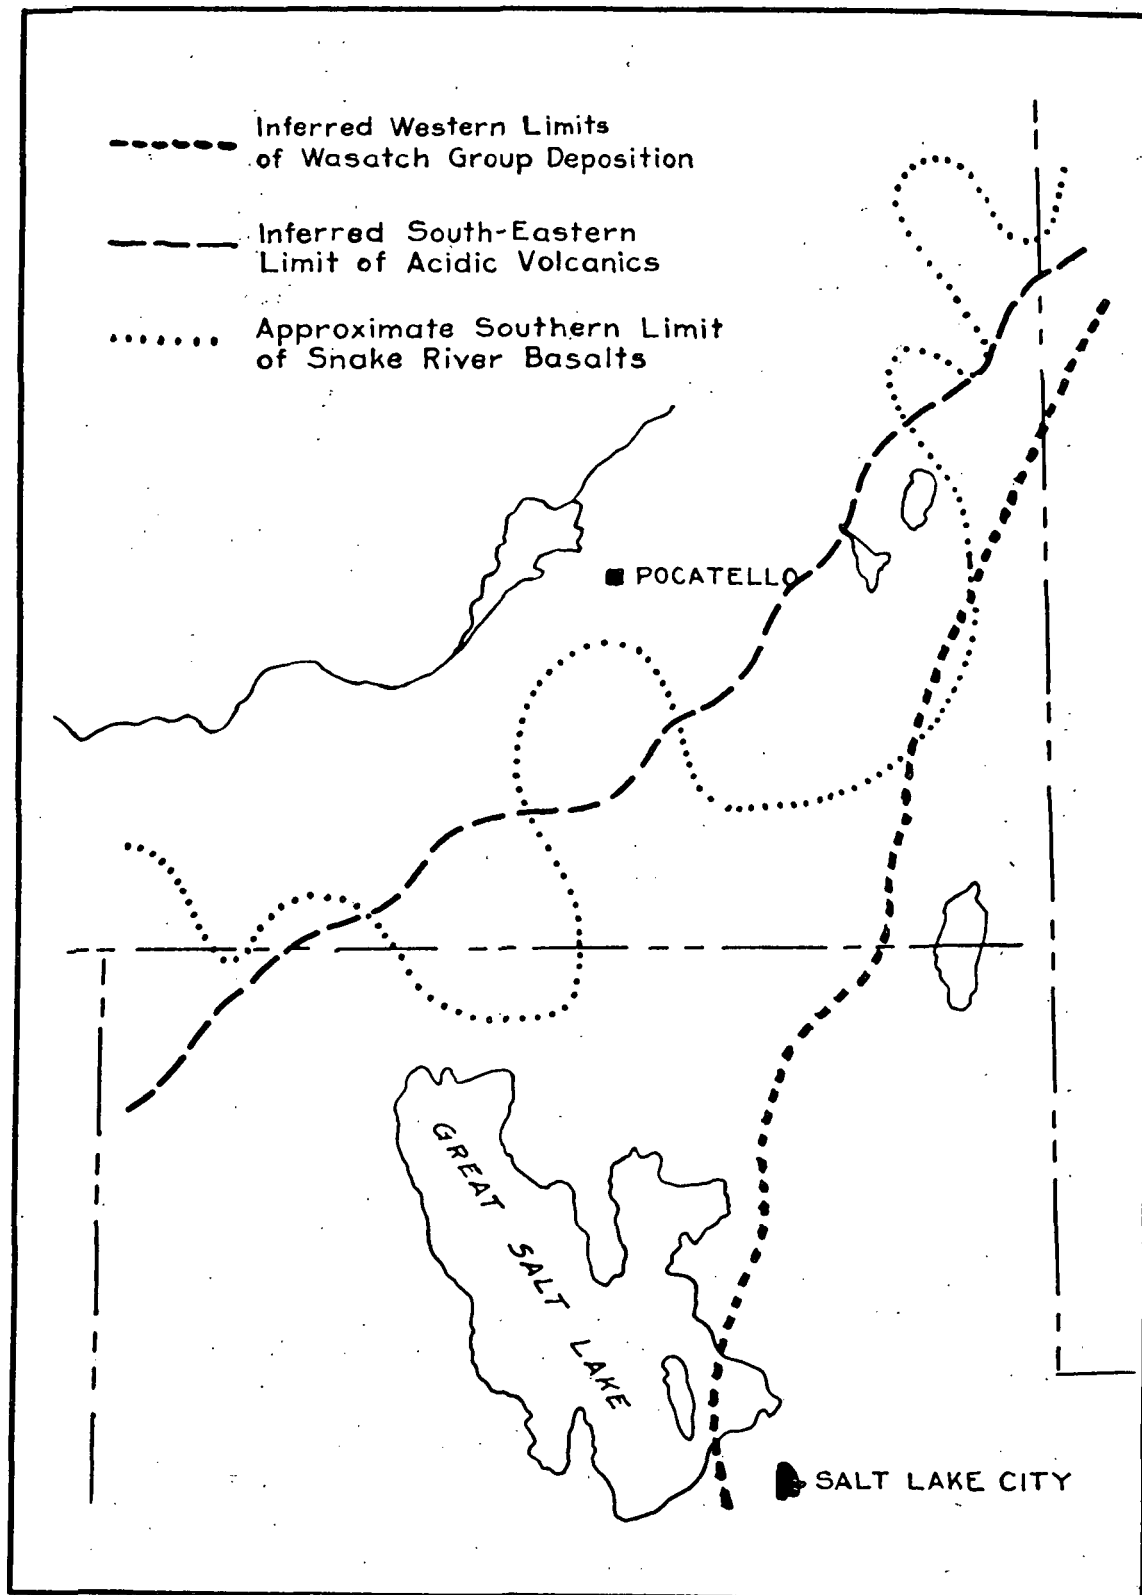 Inferred Western Limits
of Wasatch Group Deposition
Inferred South-Eastern
Limit of Acidic Volcanics
Approximate Southern Limit
of Snake River Basalts
POCATELLO
GREAT SALT LAKE
SALT LAKE CITY